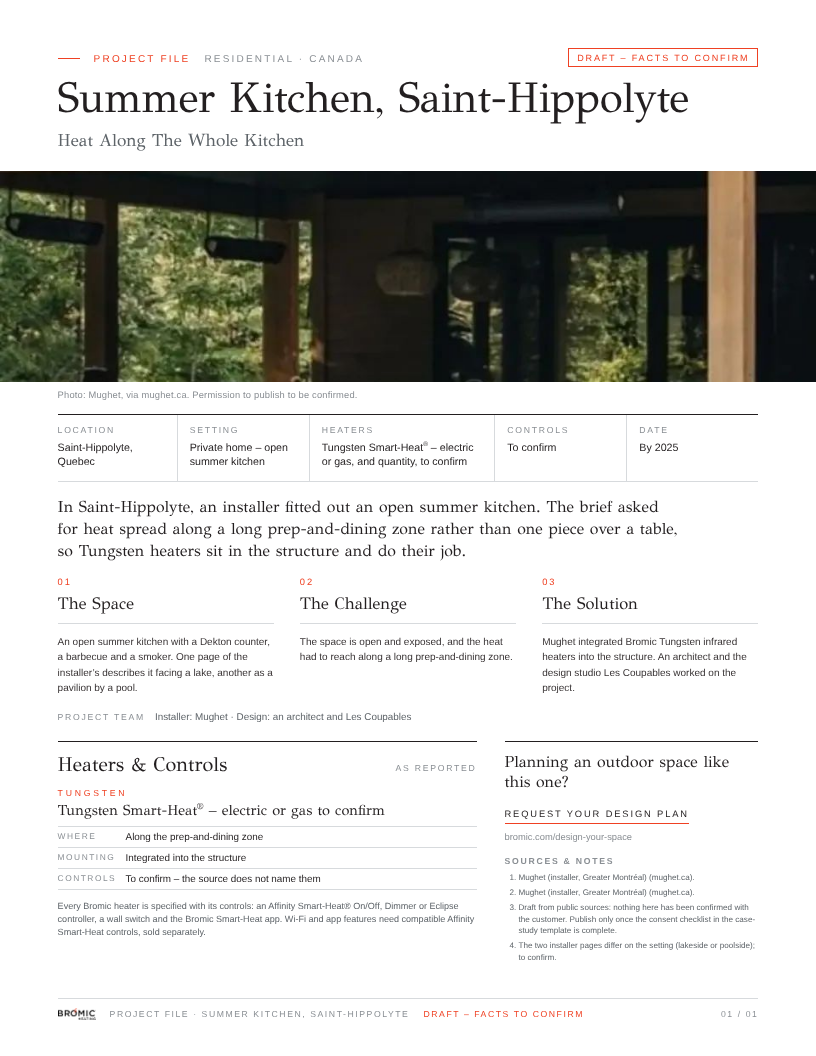 PROJECT FILE RESIDENTIAL · CANADA
DRAFT – FACTS TO CONFIRM
Summer Kitchen, Saint-Hippolyte
Heat Along The Whole Kitchen
Photo: Mughet, via mughet.ca. Permission to publish to be confirmed.
LOCATION
Saint-Hippolyte,
Quebec
SETTING
Private home – open
summer kitchen
HEATERS
Tungsten Smart-Heat® – electric
or gas, and quantity, to confirm
CONTROLS
To confirm
DATE
By 2025
In Saint-Hippolyte, an installer fitted out an open summer kitchen. The brief asked
for heat spread along a long prep-and-dining zone rather than one piece over a table,
so Tungsten heaters sit in the structure and do their job.
01
The Space
An open summer kitchen with a Dekton counter,
a barbecue and a smoker. One page of the
installer's describes it facing a lake, another as a
pavilion by a pool.
02
The Challenge
The space is open and exposed, and the heat
had to reach along a long prep-and-dining zone.
03
The Solution
Mughet integrated Bromic Tungsten infrared
heaters into the structure. An architect and the
design studio Les Coupables worked on the
project.
PROJECT TEAM Installer: Mughet · Design: an architect and Les Coupables
Heaters & Controls
AS REPORTED
TUNGSTEN
Tungsten Smart-Heat® – electric or gas to confirm
WHERE Along the prep-and-dining zone
MOUNTING Integrated into the structure
CONTROLS To confirm – the source does not name them
Every Bromic heater is specified with its controls: an Affinity Smart-Heat® On/Off, Dimmer or Eclipse
controller, a wall switch and the Bromic Smart-Heat app. Wi-Fi and app features need compatible Affinity
Smart-Heat controls, sold separately.
Planning an outdoor space like
this one?
REQUEST YOUR DESIGN PLAN
bromic.com/design-your-space
SOURCES & NOTES
1. Mughet (installer, Greater Montréal) (mughet.ca).
2. Mughet (installer, Greater Montréal) (mughet.ca).
3. Draft from public sources: nothing here has been confirmed with
the customer. Publish only once the consent checklist in the case-
study template is complete.
4. The two installer pages differ on the setting (lakeside or poolside);
to confirm.
BROMIC
HEATING
PROJECT FILE · SUMMER KITCHEN, SAINT-HIPPOLYTE DRAFT – FACTS TO CONFIRM
01 / 01